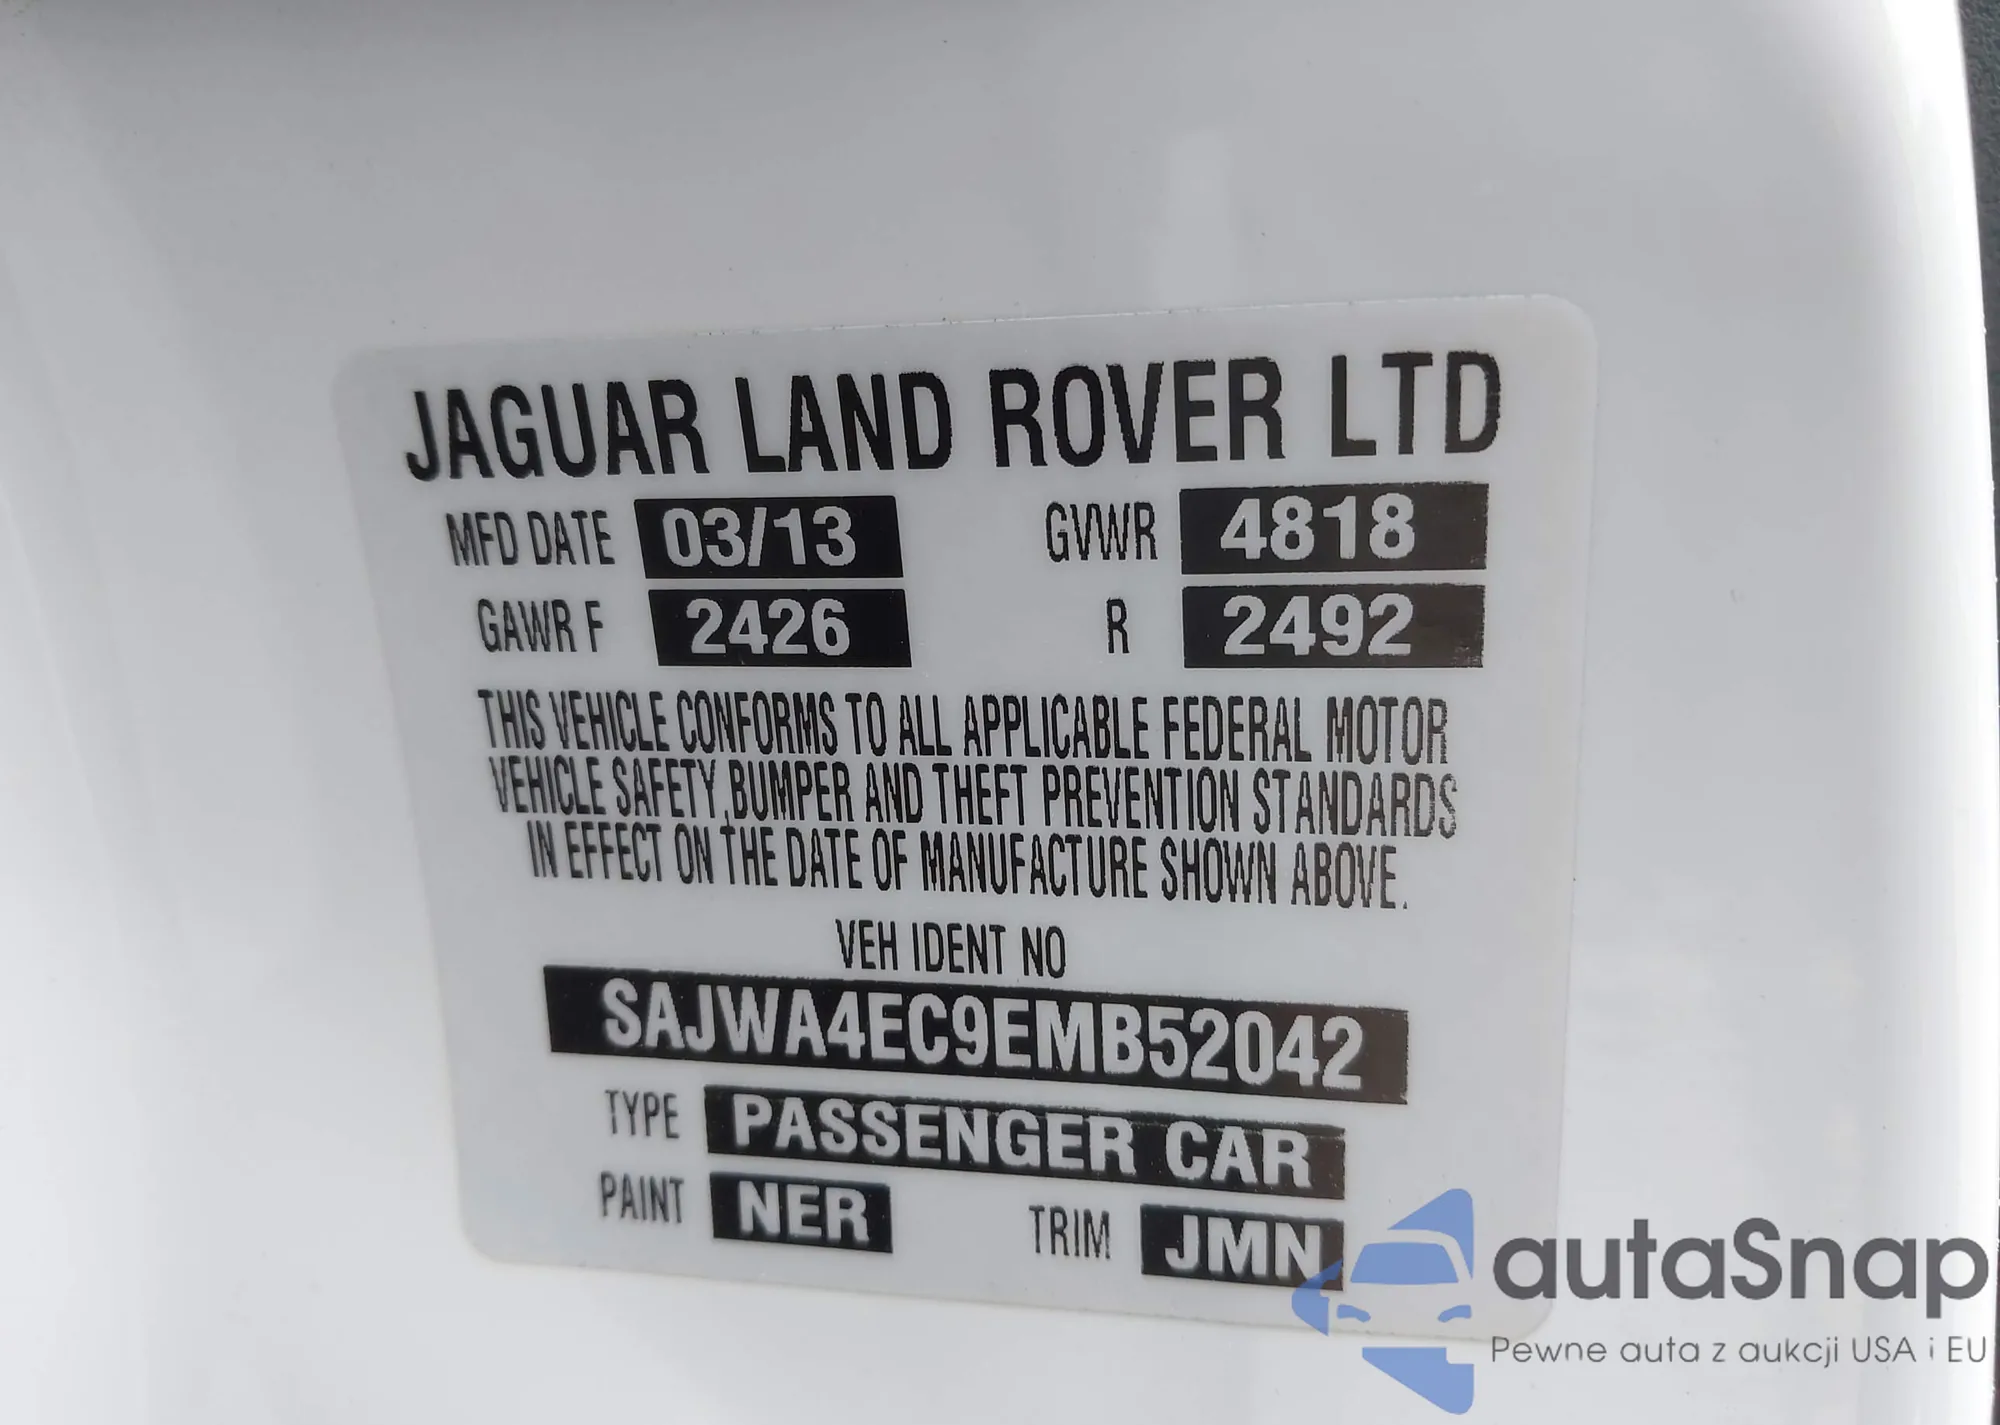 JAGUAR LAND ROVER LTD
MFD DATE 03/13 GVWR 4818
GAWR F 2426 R 2492
THIS VEHICLE CONFORMS TO ALL APPLICABLE FEDERAL MOTOR
VEHICLE SAFETY,BUMPER AND THEFT PREVENTION STANDARDS
IN EFFECT ON THE DATE OF MANUFACTURE SHOWN ABOVE.
VEH IDENT NO
SAJWA4EC9EMB52042
TYPE PASSENGER CAR
PAINT NER TRIM JMN
autaSnap
Pewne auta z aukcji USA i EU